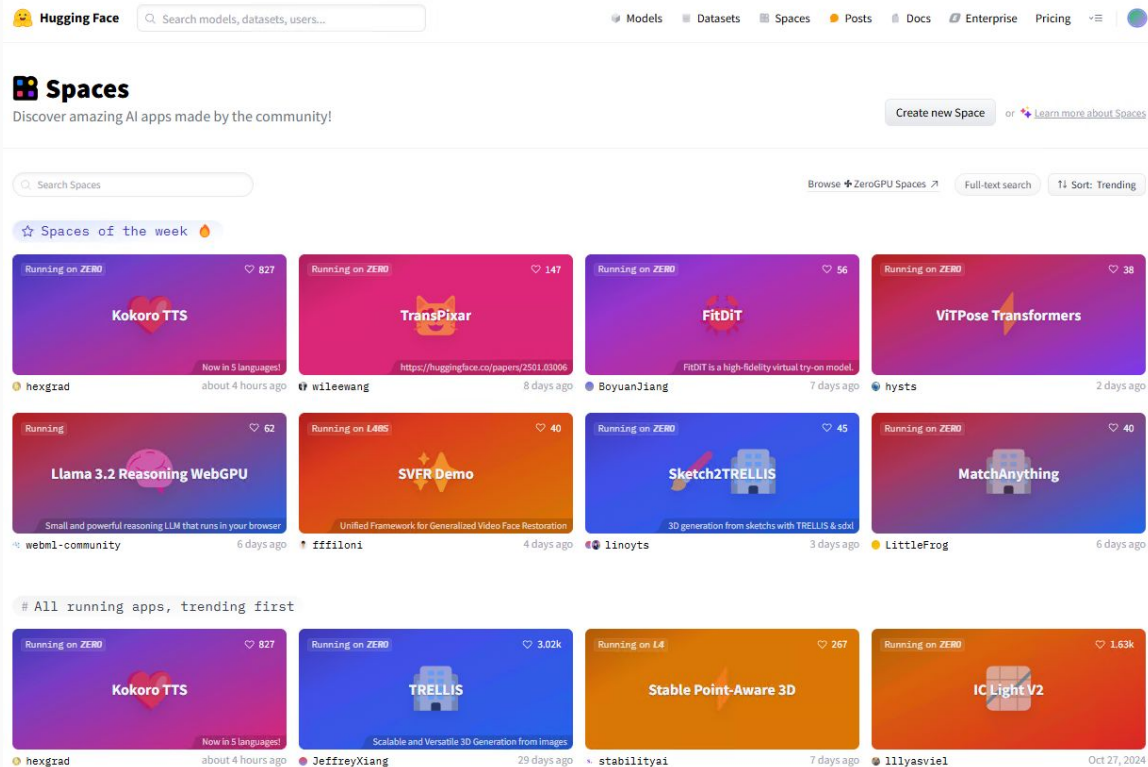 Hugging Face
Search models, datasets, users...
Models
Datasets
Spaces
Posts
Docs
Enterprise
Pricing
Spaces
Discover amazing AI apps made by the community!
Create new Space
or Learn more about Spaces
Search Spaces
Browse ZeroGPU Spaces
Full-text search
Sort: Trending
Spaces of the week
Running on ZERO 827
Kokoro TTS
Now in 5 languages!
hexgrad about 4 hours ago
Running on ZERO 147
TransPixar
https://huggingface.co/papers/2501.03006
wileewang 8 days ago
Running on ZERO 56
FitDiT
FitDiT is a high-fidelity virtual try-on model.
BoyuanJiang 7 days ago
Running on ZERO 38
ViTPose Transformers
hysts 2 days ago
Running 62
Llama 3.2 Reasoning WebGPU
Small and powerful reasoning LLM that runs in your browser
webml-community 6 days ago
Running on L40S 40
SVFR Demo
Unified Framework for Generalized Video Face Restoration
fffiloni 4 days ago
Running on ZERO 45
Sketch2TRELLIS
3D generation from sketchs with TRELLIS & sdxl
linoyts 3 days ago
Running on ZERO 40
MatchAnything
LittleFrog 6 days ago
# All running apps, trending first
Running on ZERO 827
Kokoro TTS
Now in 5 languages!
hexgrad about 4 hours ago
Running on ZERO 3.02k
TRELLIS
Scalable and Versatile 3D Generation from images
JeffreyXiang 29 days ago
Running on L4 267
Stable Point-Aware 3D
stabilityai 7 days ago
Running on ZERO 1.63k
IC Light V2
lllyasviel Oct 27, 2024